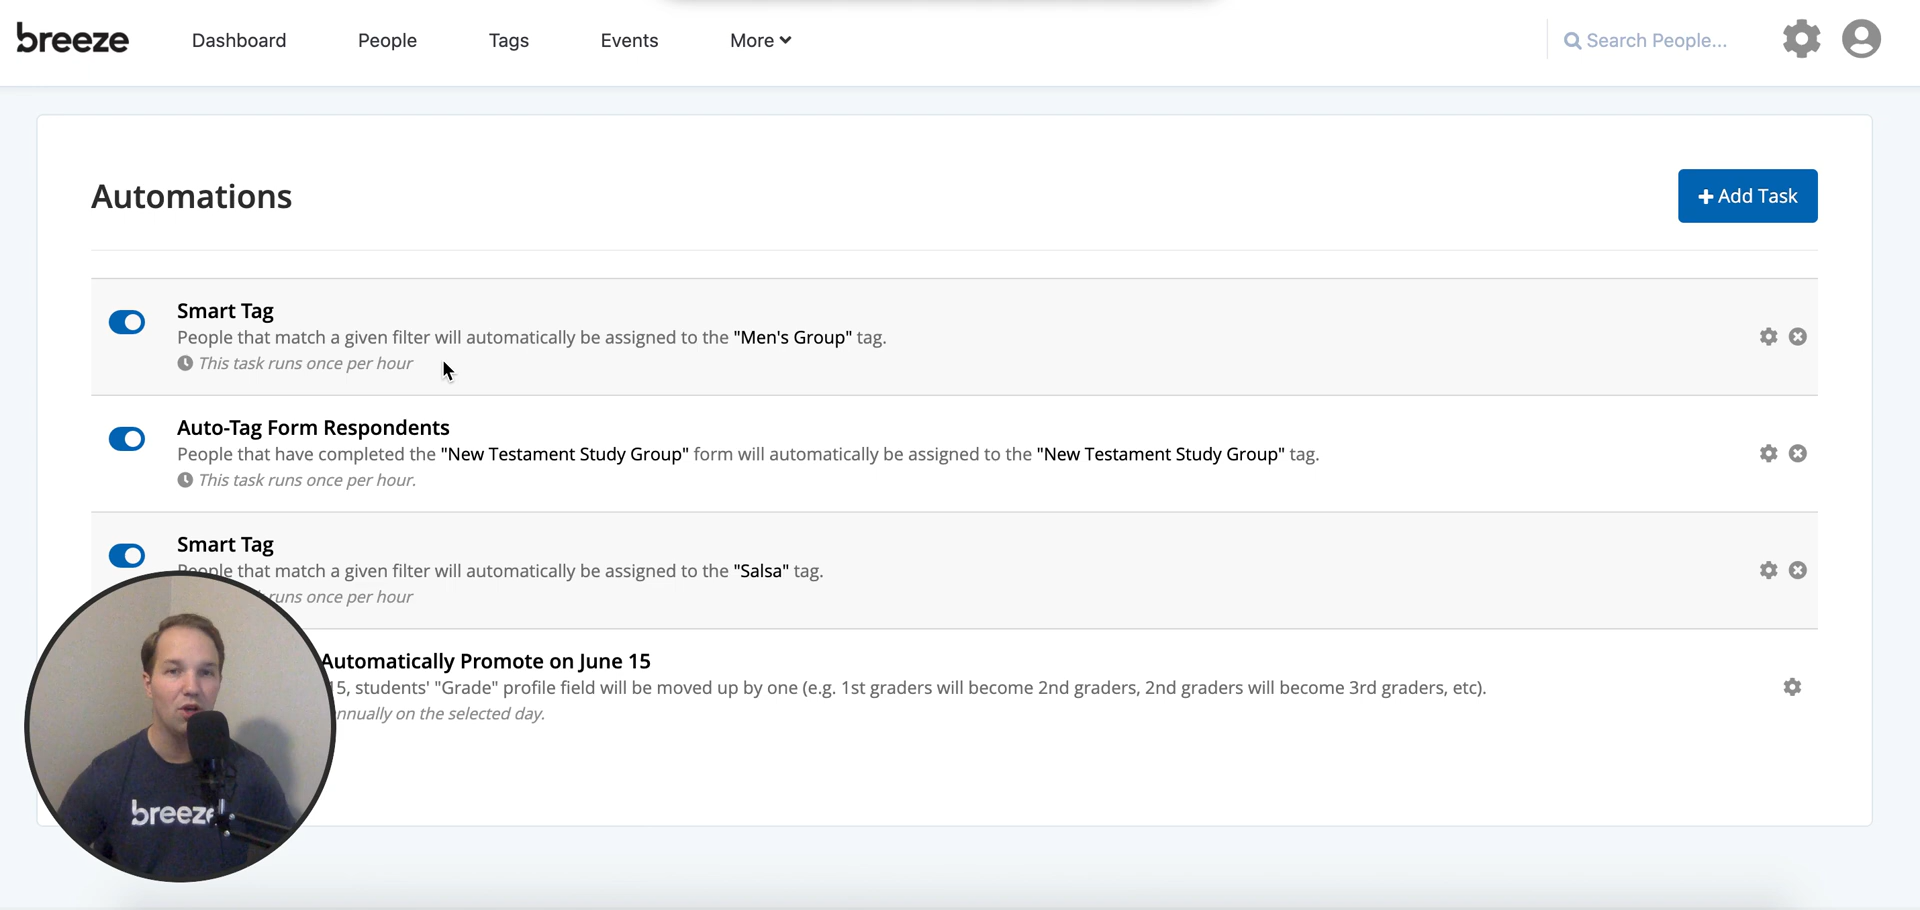 breeze
Dashboard
People
Tags
Events
More
Search People...
Automations
Add Task
Smart Tag
People that match a given filter will automatically be assigned to the "Men's Group" tag.
This task runs once per hour
Auto-Tag Form Respondents
People that have completed the "New Testament Study Group" form will automatically be assigned to the "New Testament Study Group" tag.
This task runs once per hour.
Smart Tag
People that match a given filter will automatically be assigned to the "Salsa" tag.
runs once per hour
Automatically Promote on June 15
15, students' "Grade" profile field will be moved up by one (e.g. 1st graders will become 2nd graders, 2nd graders will become 3rd graders, etc).
nnually on the selected day.
breeze